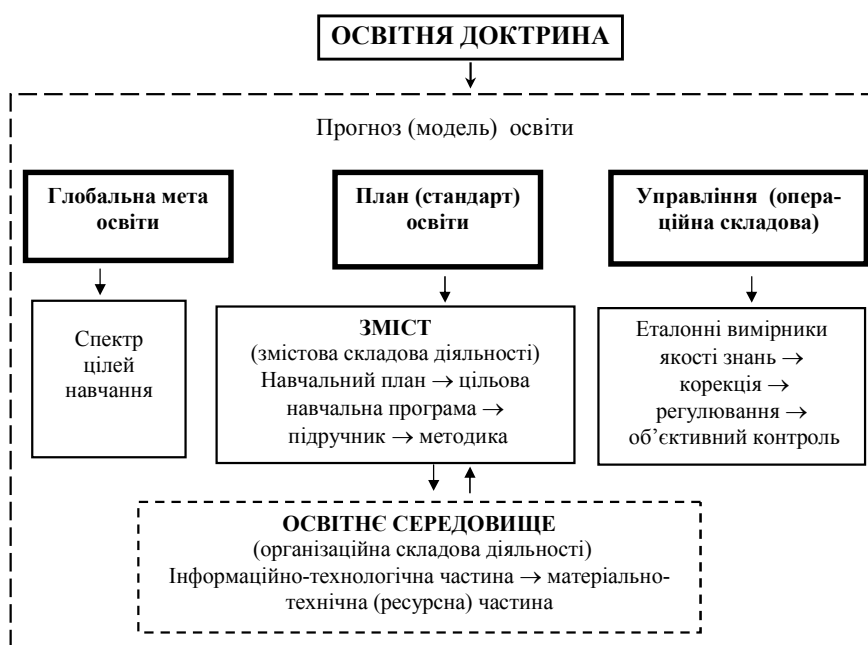 ОСВІТНЯ ДОКТРИНА
Прогноз (модель) освіти
Глобальна мета
освіти
План (стандарт)
освіти
Управління (опера-
ційна складова)
Спектр
цілей
навчання
ЗМІСТ
(змістова складова діяльності)
Навчальний план → цільова
навчальна програма →
підручник → методика
Еталонні вимірники
якості знань →
корекція →
регулювання →
об’єктивний контроль
ОСВІТНЄ СЕРЕДОВИЩЕ
(організаційна складова діяльності)
Інформаційно-технологічна частина → матеріально-
технічна (ресурсна) частина